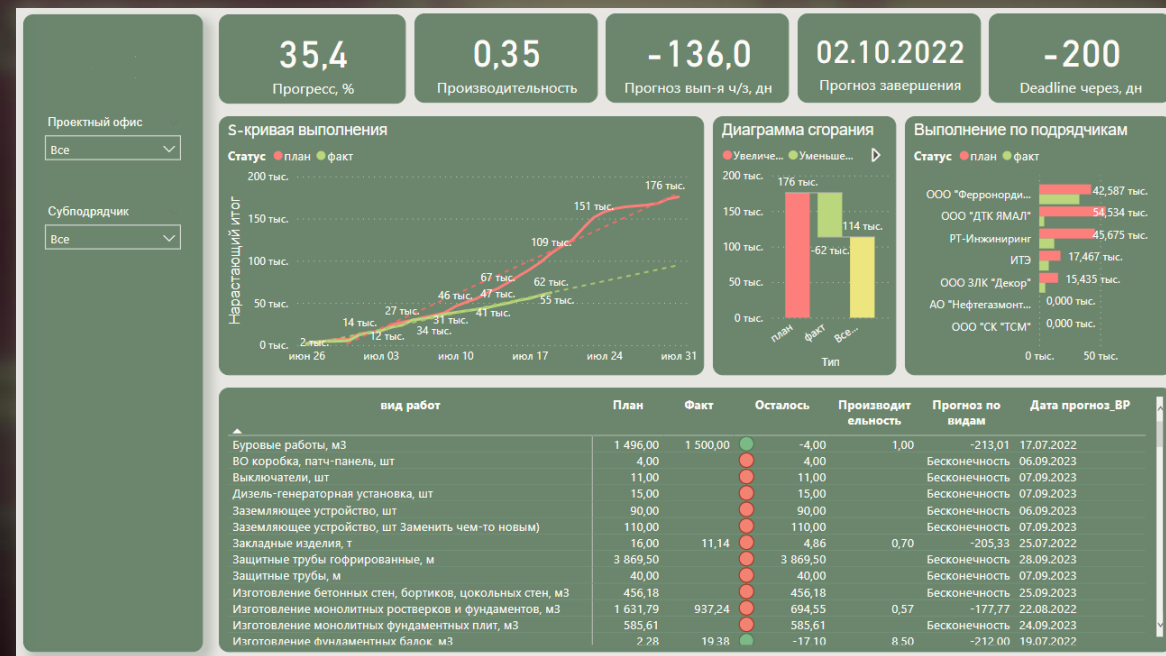 35,4
Прогресс, %
0,35
Производительность
-136,0
Прогноз вып-я ч/з, дн
02.10.2022
Прогноз завершения
-200
Deadline через, дн
Проектный офис
Все
Субподрядчик
Все
S-кривая выполнения
Статус план факт
Нарастающий итог
200 тыс.
150 тыс.
100 тыс.
50 тыс.
0 тыс.
176 тыс.
151 тыс.
109 тыс.
67 тыс.
62 тыс.
46 тыс.
47 тыс.
55 тыс.
27 тыс.
31 тыс.
41 тыс.
14 тыс.
34 тыс.
12 тыс.
2 тыс.
июн 26 июл 03 июл 10 июл 17 июл 24 июл 31
Диаграмма сгорания
Увеличе... Уменьше...
200 тыс.
150 тыс.
100 тыс.
50 тыс.
0 тыс.
176 тыс.
114 тыс.
-62 тыс.
план факт Все...
Тип
Выполнение по подрядчикам
Статус план факт
ООО "Ферронорди... 42,587 тыс.
ООО "ДТК ЯМАЛ" 54,534 тыс.
РТ-Инжиниринг 45,675 тыс.
ИТЭ 17,467 тыс.
ООО ЗЛК "Декор" 15,435 тыс.
АО "Нефтегазмонт... 0,000 тыс.
ООО "СК "ТСМ" 0,000 тыс.
0 тыс. 50 тыс.
вид работ План Факт Осталось Производит Прогноз по Дата прогноз_ВР
ельность видам
Буровые работы, м3 1 496,00 1 500,00 -4,00 1,00 -213,01 17.07.2022
ВО коробка, патч-панель, шт 4,00 4,00 Бесконечность 06.09.2023
Выключатели, шт 11,00 11,00 Бесконечность 07.09.2023
Дизель-генераторная установка, шт 15,00 15,00 Бесконечность 07.09.2023
Заземляющее устройство, шт 90,00 90,00 Бесконечность 06.09.2023
Заземляющее устройство, шт Заменить чем-то новым) 110,00 110,00 Бесконечность 07.09.2023
Закладные изделия, т 16,00 11,14 4,86 0,70 -205,33 25.07.2022
Защитные трубы гофрированные, м 3 869,50 3 869,50 Бесконечность 28.09.2023
Защитные трубы, м 40,00 40,00 Бесконечность 07.09.2023
Изготовление бетонных стен, бортиков, цокольных стен, м3 456,18 456,18 Бесконечность 25.09.2023
Изготовление монолитных ростверков и фундаментов, м3 1 631,79 937,24 694,55 0,57 -177,77 22.08.2022
Изготовление монолитных фундаментных плит, м3 585,61 585,61 Бесконечность 24.09.2023
Изготовление фундаментных балок, м3 2,28 19,38 -17,10 8,50 -212,00 19.07.2022